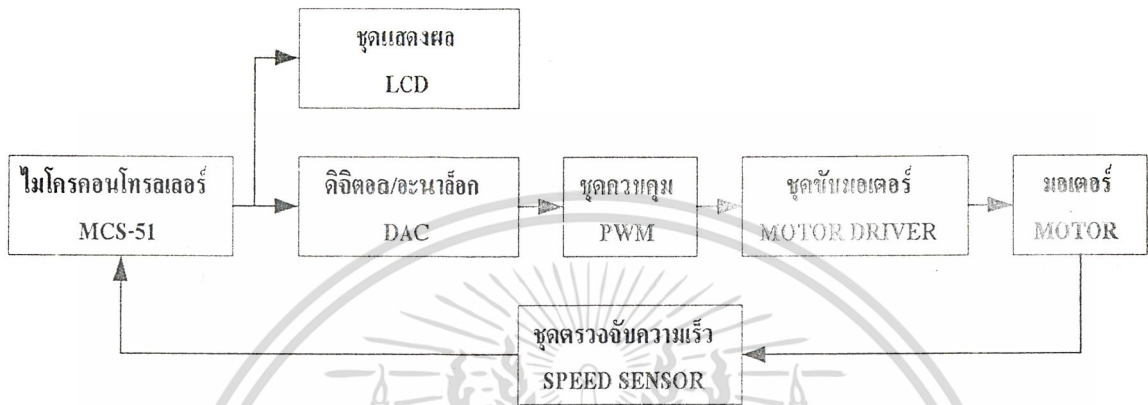 ชุดแสดงผล
LCD
ไมโครคอนโทรลเลอร์
MCS-51
ดิจิตอล/อะนาล็อก
DAC
ชุดควบคุม
PWM
ชุดขับมอเตอร์
MOTOR DRIVER
มอเตอร์
MOTOR
ชุดตรวจจับความเร็ว
SPEED SENSOR